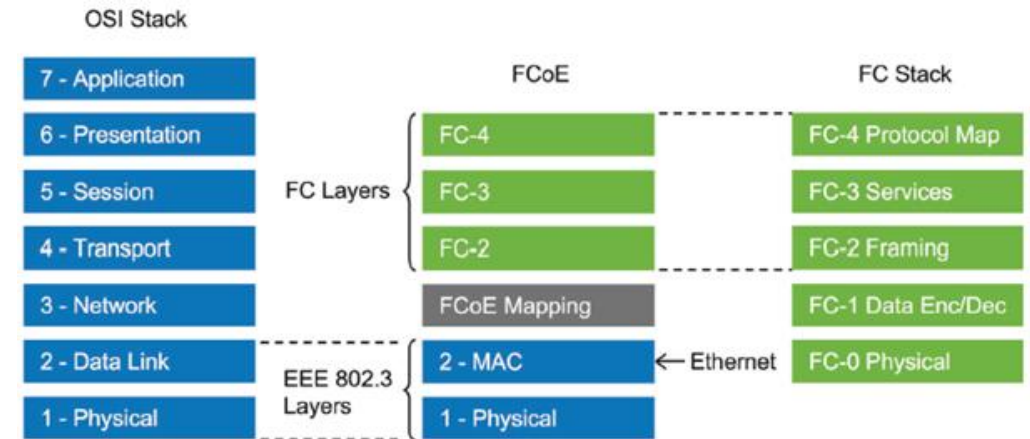 OSI Stack
7 - Application
6 - Presentation
5 - Session
4 - Transport
3 - Network
2 - Data Link
1 - Physical
FC Layers
EEE 802.3
Layers
FCoE
FC-4
FC-3
FC-2
FCoE Mapping
2 - MAC
1 - Physical
Ethernet
FC Stack
FC-4 Protocol Map
FC-3 Services
FC-2 Framing
FC-1 Data Enc/Dec
FC-0 Physical